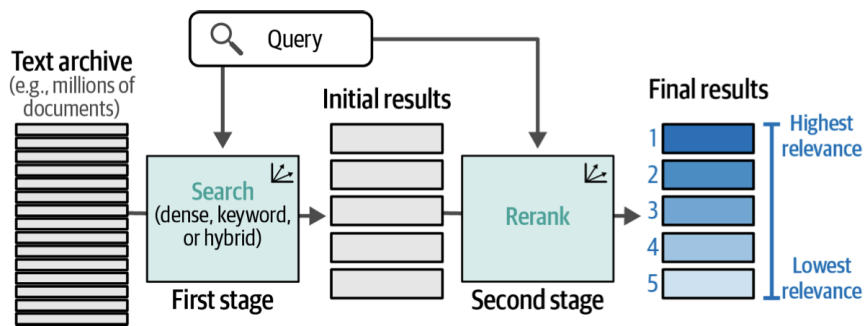 Query
Text archive
(e.g., millions of
documents)
Initial results
Final results
Search
(dense, keyword,
or hybrid)
First stage
Rerank
Second stage
1
2
3
4
5
Highest
relevance
Lowest
relevance